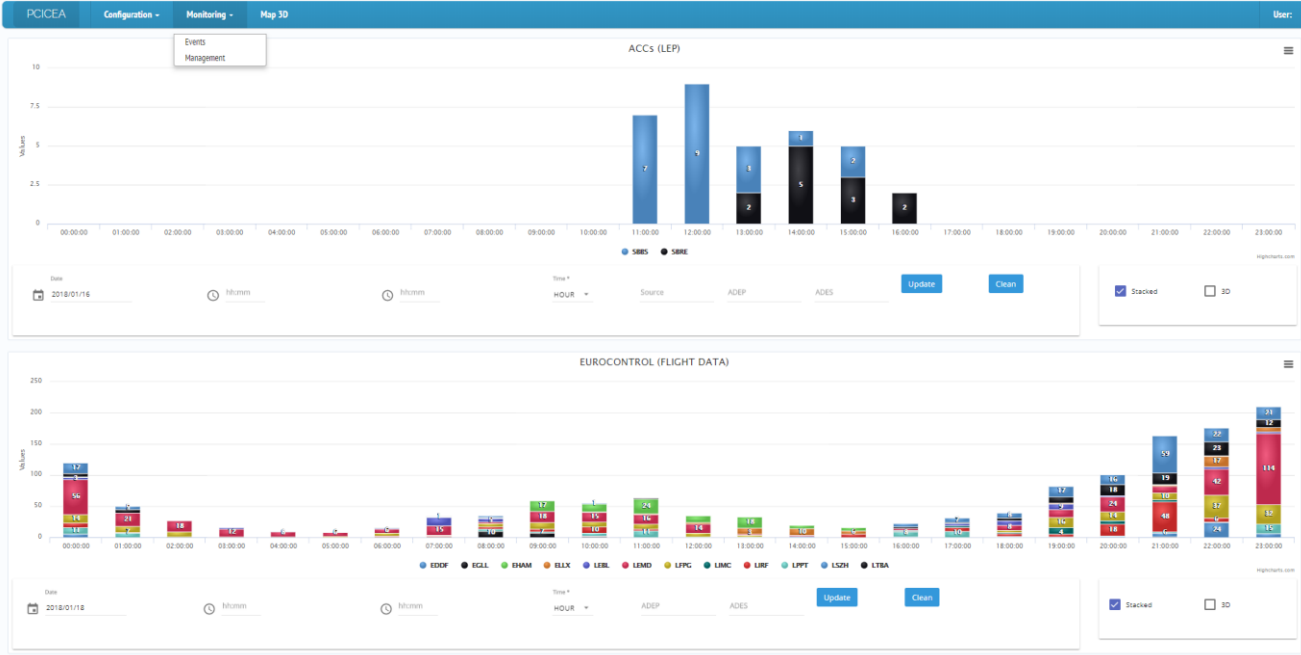 PCICEA Configuration Monitoring Map 3D User:
Events
Management
ACCs (LEP)
10
7.5
5
2.5
0
Values
7 9 3 2 1 5 2 3 2
00:00:00 01:00:00 02:00:00 03:00:00 04:00:00 05:00:00 06:00:00 07:00:00 08:00:00 09:00:00 10:00:00 11:00:00 12:00:00 13:00:00 14:00:00 15:00:00 16:00:00 17:00:00 18:00:00 19:00:00 20:00:00 21:00:00 22:00:00 23:00:00
SBBS SBRE
Highcharts.com
Date Time *
2018/01/16 hh:mm hh:mm HOUR Source ADEP ADES Update Clean Stacked 3D
EUROCONTROL (FLIGHT DATA)
250
200
150
100
50
0
Values
17 56 14 11
21
18
12
15
10
17 18
15 10
24 16 11
14
18
10
17 9 16 4
16 18 24 14 18
59 19 10 48 6
22 23 17 42 37 6 24
21 12 114 32 15
00:00:00 01:00:00 02:00:00 03:00:00 04:00:00 05:00:00 06:00:00 07:00:00 08:00:00 09:00:00 10:00:00 11:00:00 12:00:00 13:00:00 14:00:00 15:00:00 16:00:00 17:00:00 18:00:00 19:00:00 20:00:00 21:00:00 22:00:00 23:00:00
EDDF EGLL EHAM ELLX LEBL LEMD LFPG LIMC LIRF LPPT LSZH LTBA
Highcharts.com
Date Time *
2018/01/18 hh:mm hh:mm HOUR ADEP ADES Update Clean Stacked 3D